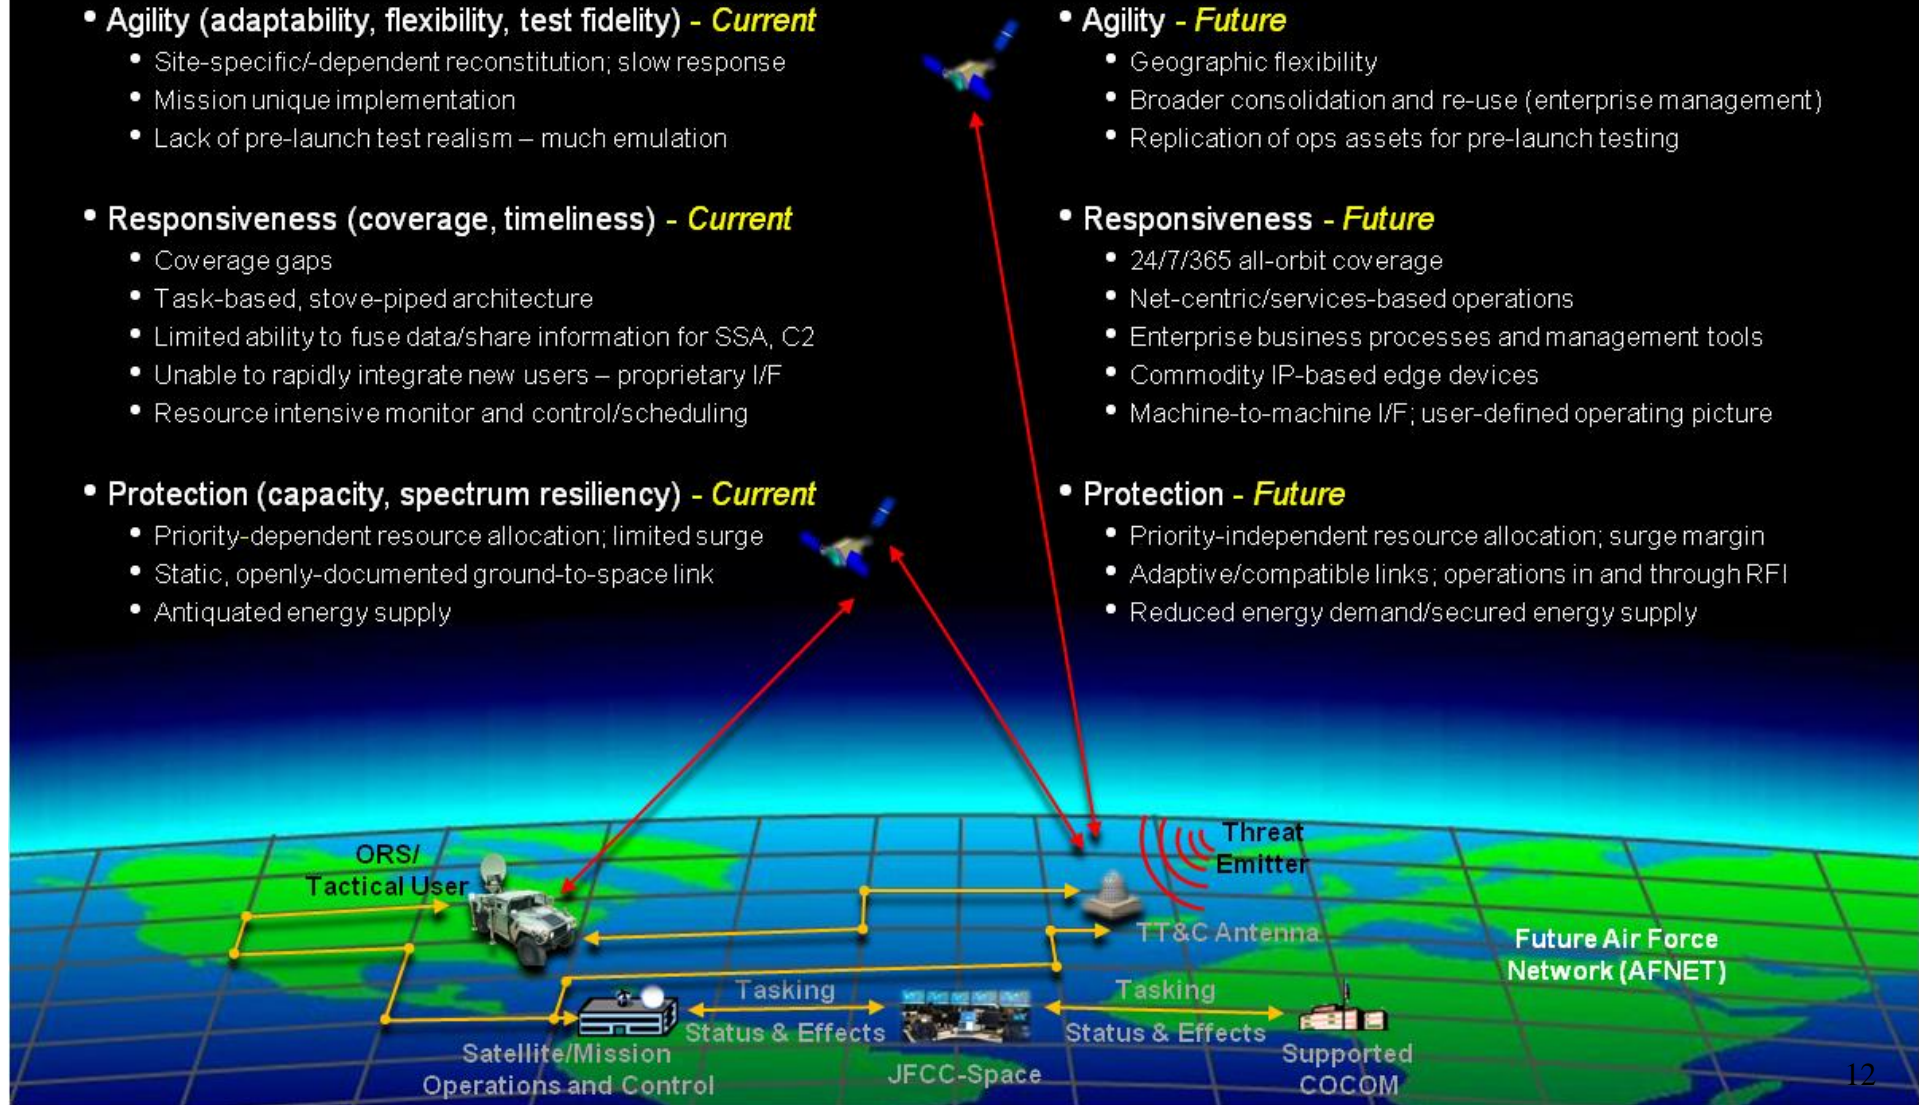 • Agility (adaptability, flexibility, test fidelity) - Current
• Site-specific/-dependent reconstitution; slow response
• Mission unique implementation
• Lack of pre-launch test realism – much emulation
• Responsiveness (coverage, timeliness) - Current
• Coverage gaps
• Task-based, stove-piped architecture
• Limited ability to fuse data/share information for SSA, C2
• Unable to rapidly integrate new users – proprietary I/F
• Resource intensive monitor and control/scheduling
• Protection (capacity, spectrum resiliency) - Current
• Priority-dependent resource allocation; limited surge
• Static, openly-documented ground-to-space link
• Antiquated energy supply
• Agility - Future
• Geographic flexibility
• Broader consolidation and re-use (enterprise management)
• Replication of ops assets for pre-launch testing
• Responsiveness - Future
• 24/7/365 all-orbit coverage
• Net-centric/services-based operations
• Enterprise business processes and management tools
• Commodity IP-based edge devices
• Machine-to-machine I/F; user-defined operating picture
• Protection - Future
• Priority-independent resource allocation; surge margin
• Adaptive/compatible links; operations in and through RFI
• Reduced energy demand/secured energy supply
ORS/
Tactical User
Threat
Emitter
TT&C Antenna
Future Air Force
Network (AFNET)
Tasking
Status & Effects
Tasking
Status & Effects
Satellite/Mission
Operations and Control
JFCC-Space
Supported
COCOM
12